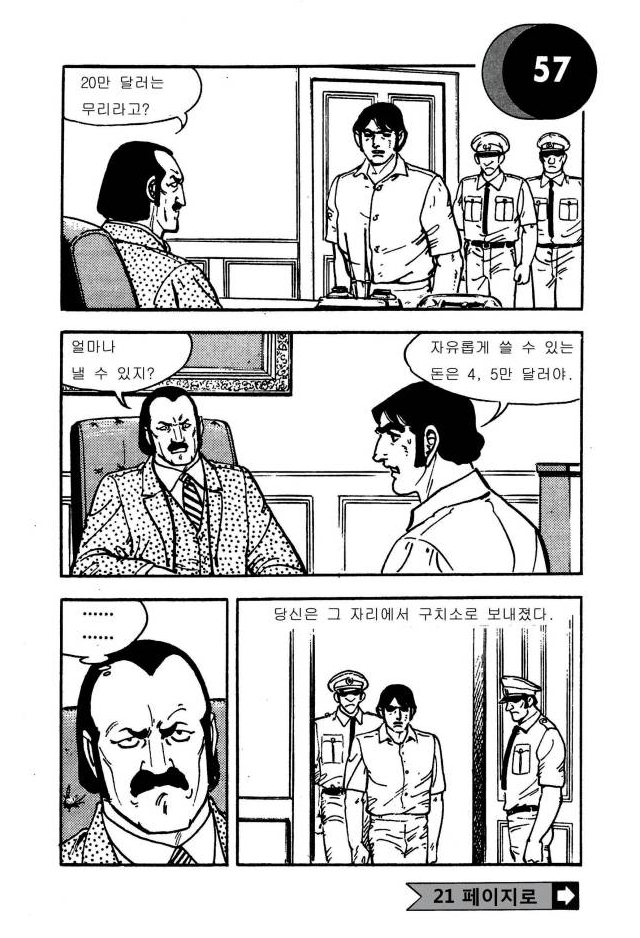 57
20만 달러는
무리라고?
얼마나
낼 수 있지?
자유롭게 쓸 수 있는
돈은 4, 5만 달러야.
……
……
당신은 그 자리에서 구치소로 보내졌다.
21 페이지로